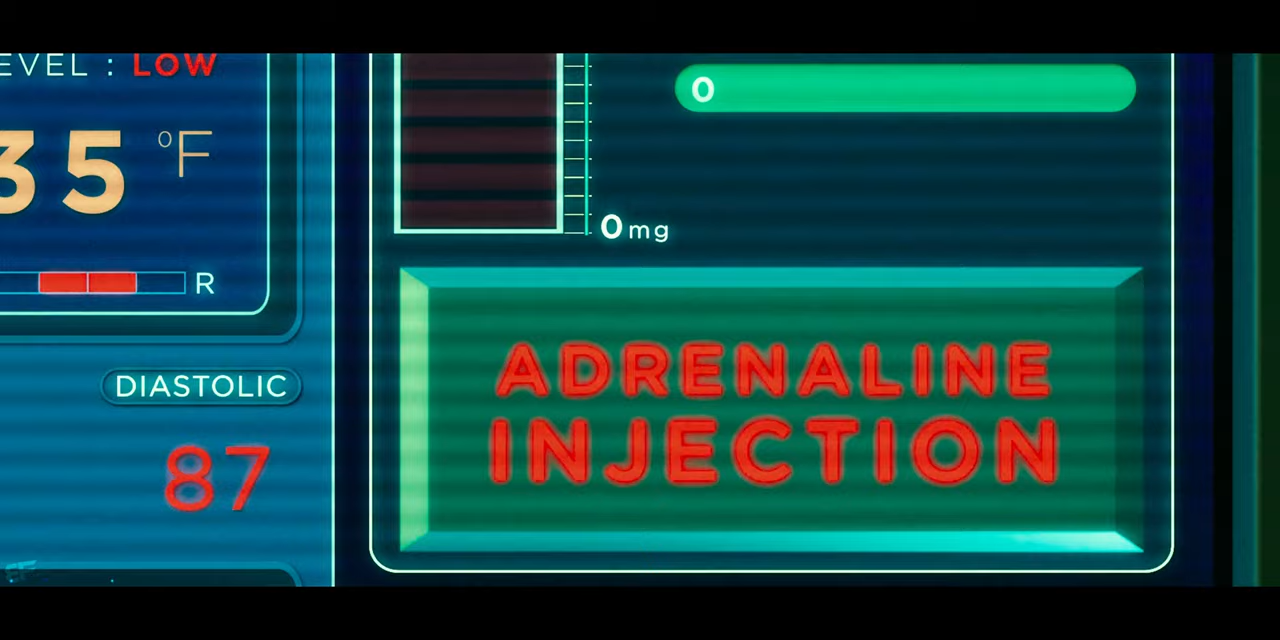 EVEL : LOW
35 °F
R
DIASTOLIC
87
0
0mg
ADRENALINE
INJECTION